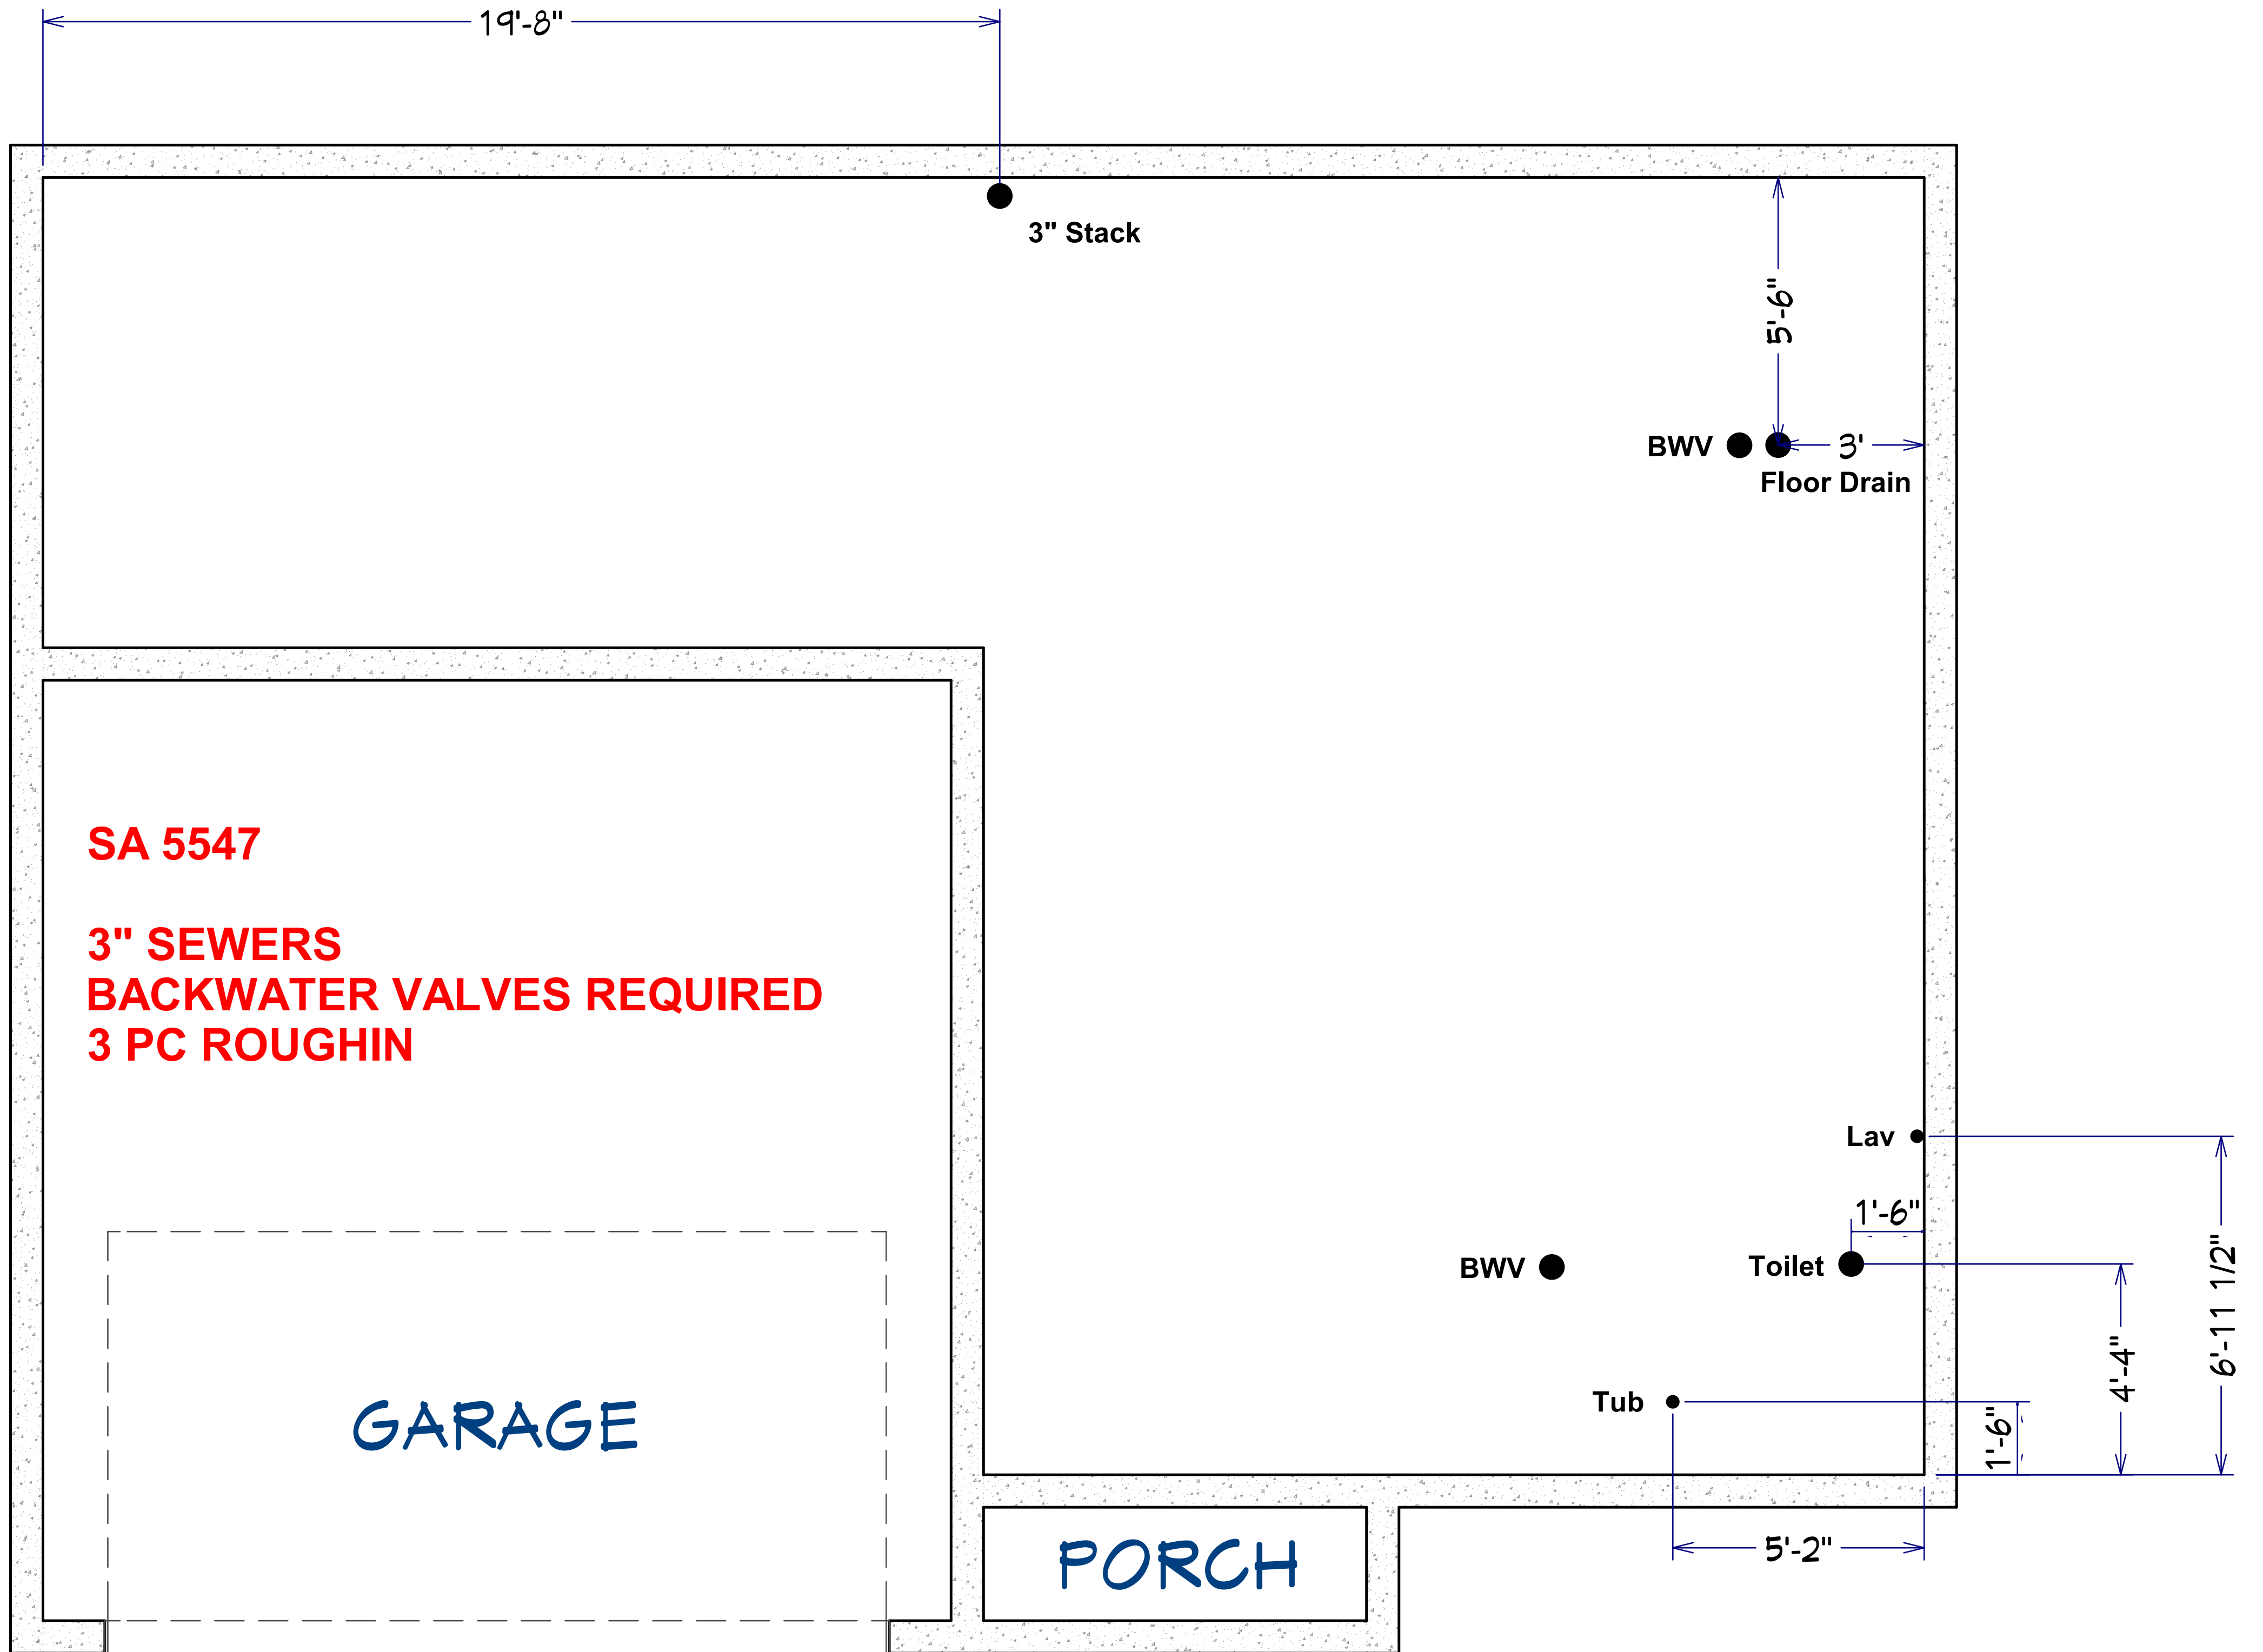 19'-8"
3" Stack
5'-6"
BWV
3'
Floor Drain
SA 5547
3" SEWERS
BACKWATER VALVES REQUIRED
3 PC ROUGHIN
Lav
1'-6"
BWV
Toilet
6'-11 1/2"
4'-4"
Tub
1'-6"
GARAGE
PORCH
5'-2"